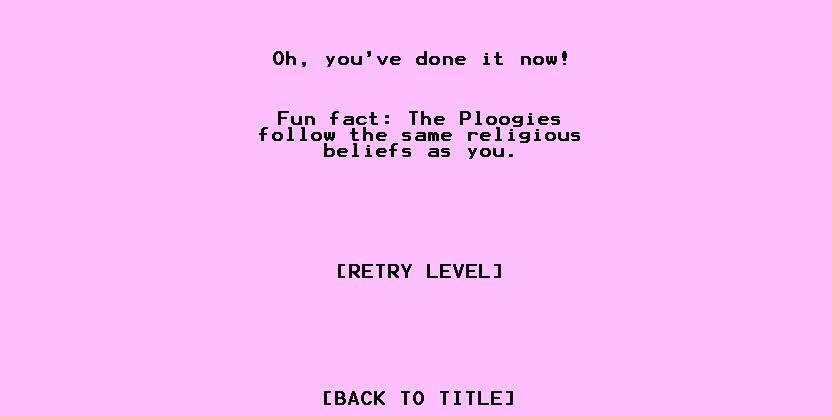 Oh, you've done it now!
Fun fact: The Ploogies
follow the same religious
beliefs as you.
[RETRY LEVEL]
[BACK TO TITLE]